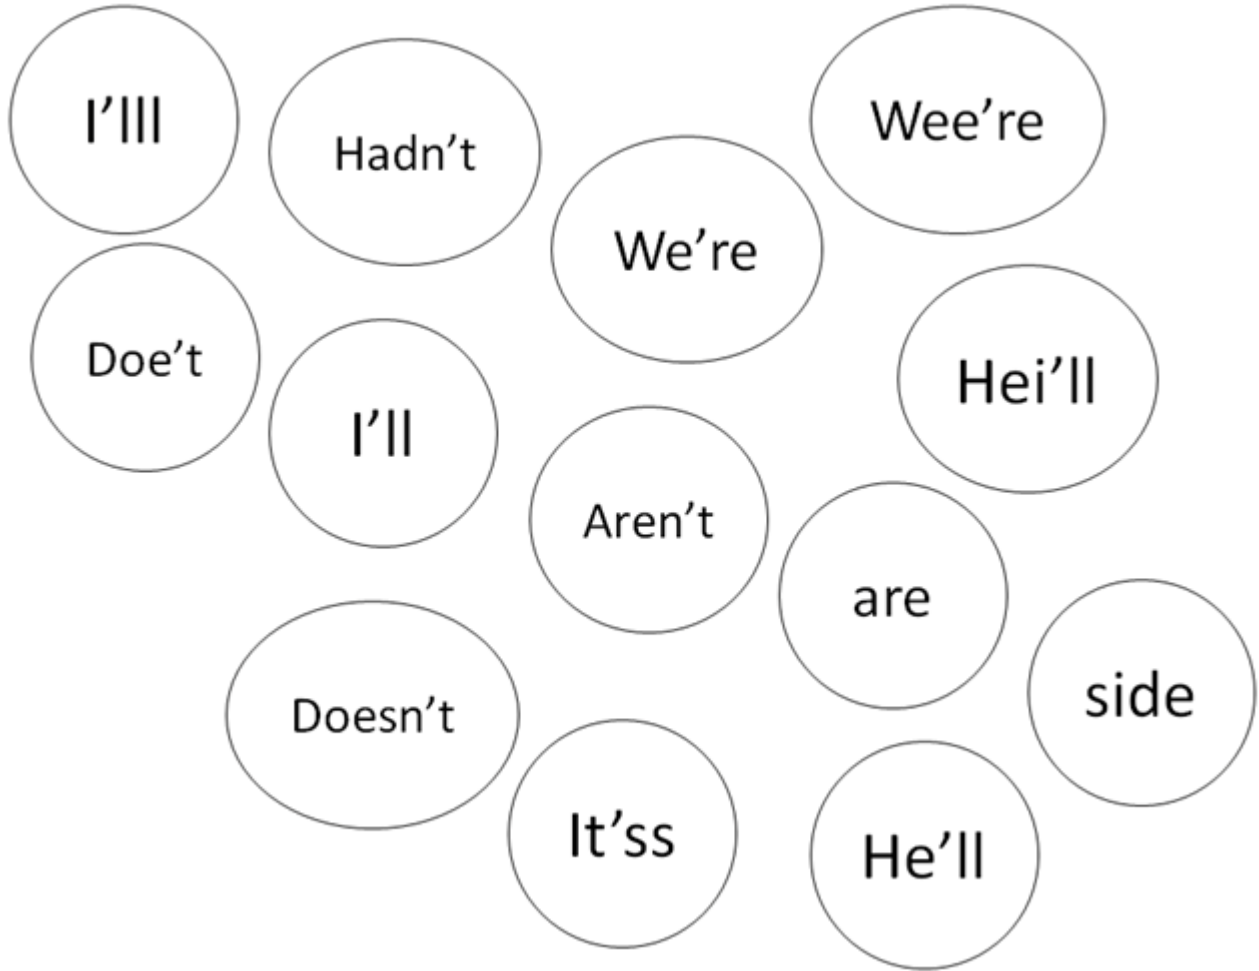 I’lll
Hadn’t
Wee’re
We’re
Doe’t
I’ll
Hei’ll
Aren’t
are
side
Doesn’t
It’ss
He’ll